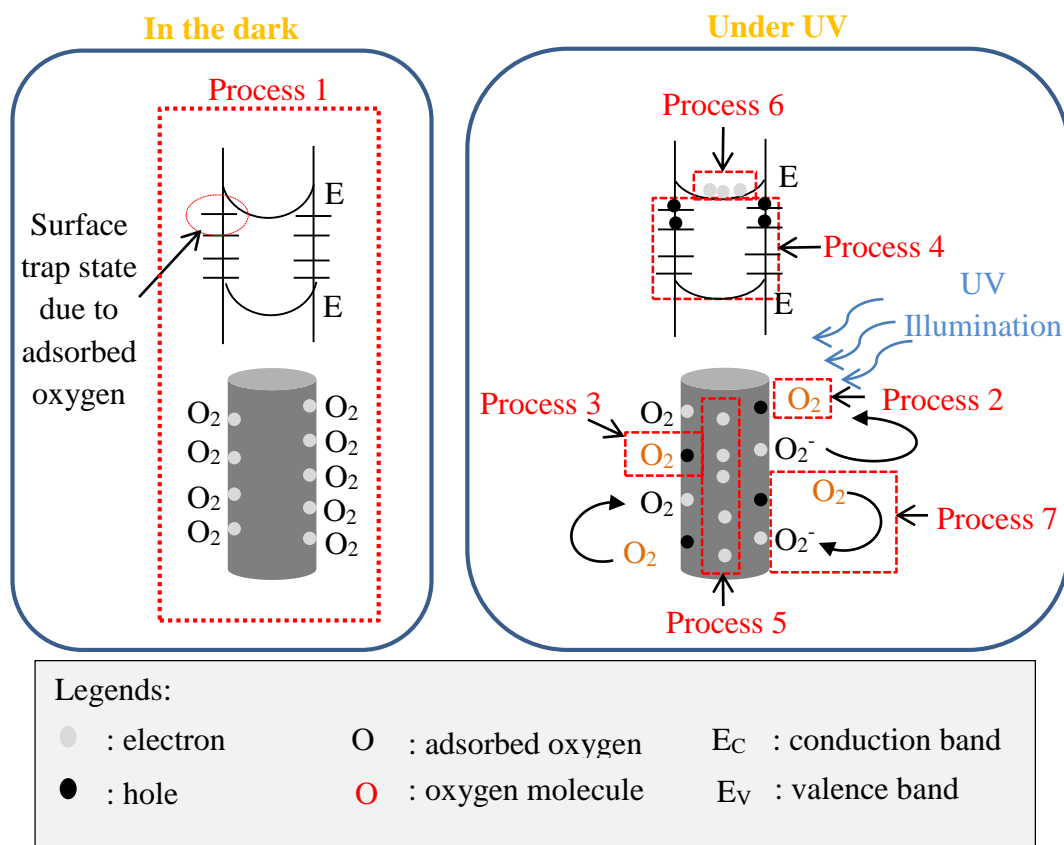 In the dark
Process 1
E
Surface
trap state
due to
adsorbed
oxygen
E
O₂
O₂
O₂
O₂
O₂
O₂
O₂
O₂
O₂
Under UV
Process 6
E
Process 4
E
UV
Illumination
Process 3
O₂
O₂
Process 2
O₂
O₂⁻
O₂
O₂
Process 7
O₂
O₂⁻
Process 5
Legends:
: electron
O : adsorbed oxygen
E_C : conduction band
: hole
O : oxygen molecule
E_V : valence band